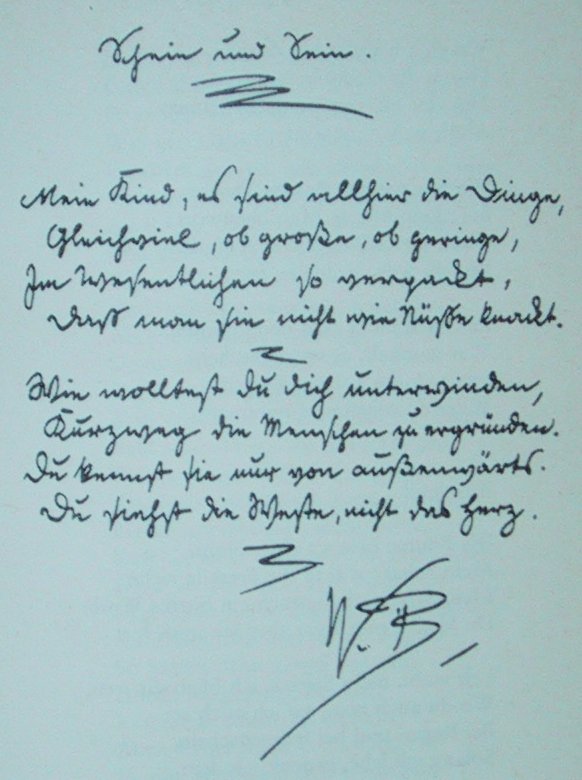 Schein und Sein.
Mein Kind, es sind allhier die Dinge,
Gleichviel, ob große, ob geringe,
Im Wesentlichen so verpackt,
Daß man sie nicht wie Nüße knackt.
Wie wolltest Du dich unterwinden,
Kurzweg die Menschen zu ergründen.
Du kennst sie nur von außenwärts.
Du siehst die Weste, nicht das Herz.
W. B.